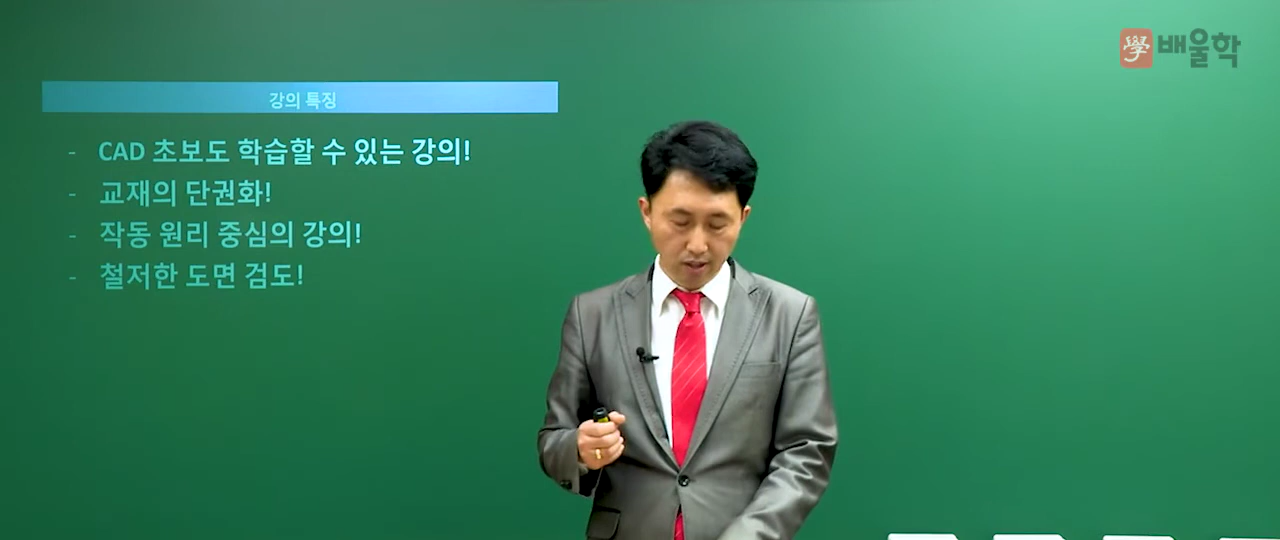 學 배울학
강의 특징
- CAD 초보도 학습할 수 있는 강의!
- 교재의 단권화!
- 작동 원리 중심의 강의!
- 철저한 도면 검도!